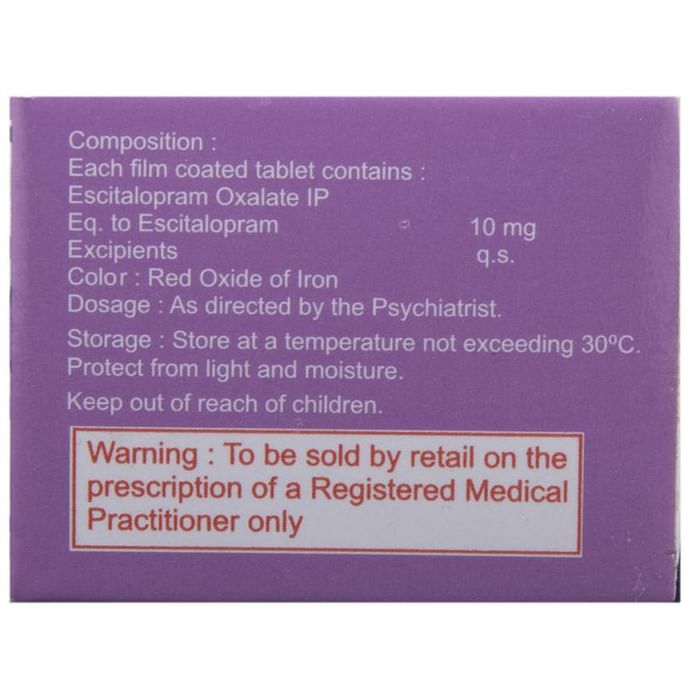 Composition :
Each film coated tablet contains :
Escitalopram Oxalate IP
Eq. to Escitalopram 10 mg
Excipients q.s.
Color : Red Oxide of Iron
Dosage : As directed by the Psychiatrist.
Storage : Store at a temperature not exceeding 30ºC.
Protect from light and moisture.
Keep out of reach of children.
Warning : To be sold by retail on the
prescription of a Registered Medical
Practitioner only